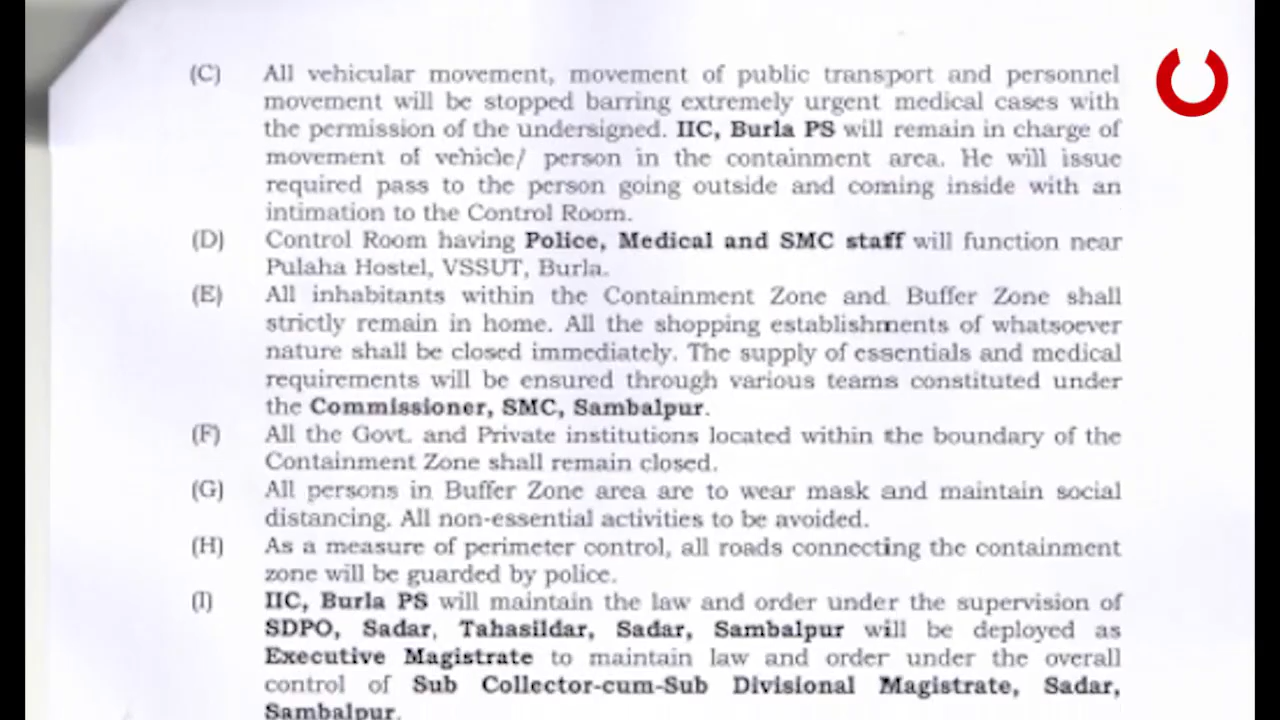 (C) All vehicular movement, movement of public transport and personnel
movement will be stopped barring extremely urgent medical cases with
the permission of the undersigned. IIC, Burla PS will remain in charge of
movement of vehicle/ person in the containment area. He will issue
required pass to the person going outside and coming inside with an
intimation to the Control Room.
(D) Control Room having Police, Medical and SMC staff will function near
Pulaha Hostel, VSSUT, Burla.
(E) All inhabitants within the Containment Zone and Buffer Zone shall
strictly remain in home. All the shopping establishments of whatsoever
nature shall be closed immediately. The supply of essentials and medical
requirements will be ensured through various teams constituted under
the Commissioner, SMC, Sambalpur.
(F) All the Govt. and Private institutions located within the boundary of the
Containment Zone shall remain closed.
(G) All persons in Buffer Zone area are to wear mask and maintain social
distancing. All non-essential activities to be avoided.
(H) As a measure of perimeter control, all roads connecting the containment
zone will be guarded by police.
(I) IIC, Burla PS will maintain the law and order under the supervision of
SDPO, Sadar, Tahasildar, Sadar, Sambalpur will be deployed as
Executive Magistrate to maintain law and order under the overall
control of Sub Collector-cum-Sub Divisional Magistrate, Sadar,
Sambalpur.